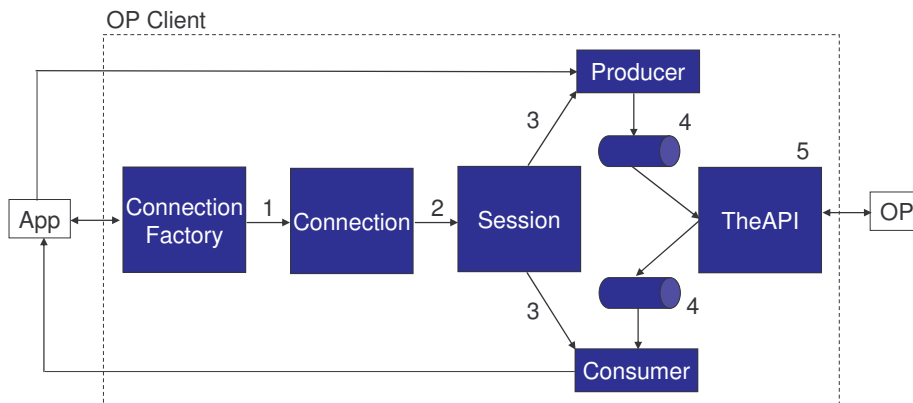 OP Client
Producer
3
4
5
App
Connection
Factory
1
Connection
2
Session
TheAPI
OP
3
4
Consumer